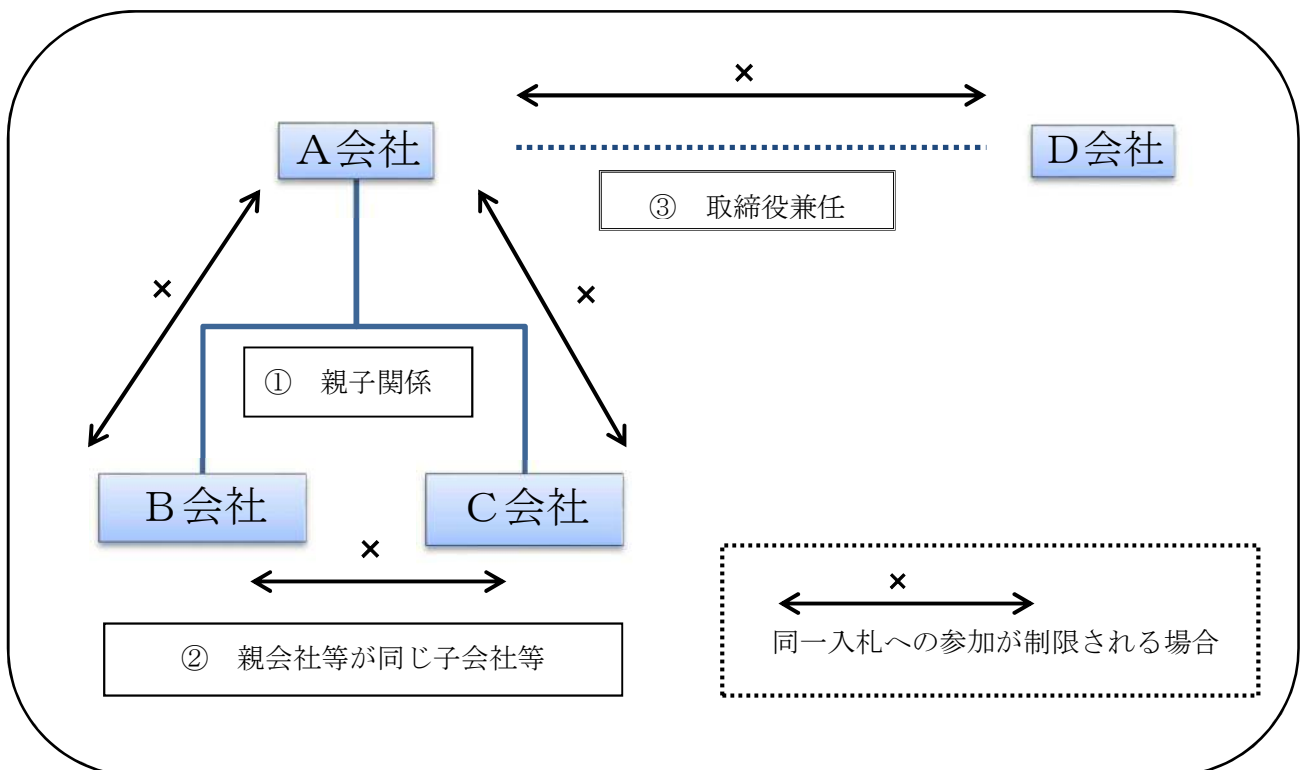 ×
Ａ会社
Ｄ会社
③　取締役兼任
×
×
①　親子関係
Ｂ会社
Ｃ会社
×
②　親会社等が同じ子会社等
×
同一入札への参加が制限される場合